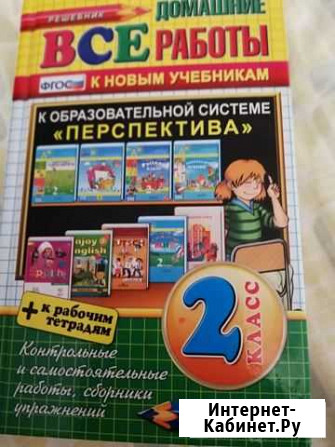 РЕШЕБНИК
ДОМАШНИЕ
ВСЕ РАБОТЫ
ФГОС
К НОВЫМ УЧЕБНИКАМ
К ОБРАЗОВАТЕЛЬНОЙ СИСТЕМЕ
«ПЕРСПЕКТИВА»
English
+ к рабочим
тетрадям
2 КЛАСС
Контрольные
и самостоятельные
работы, сборники
упражнений
Интернет-
Кабинет.Ру